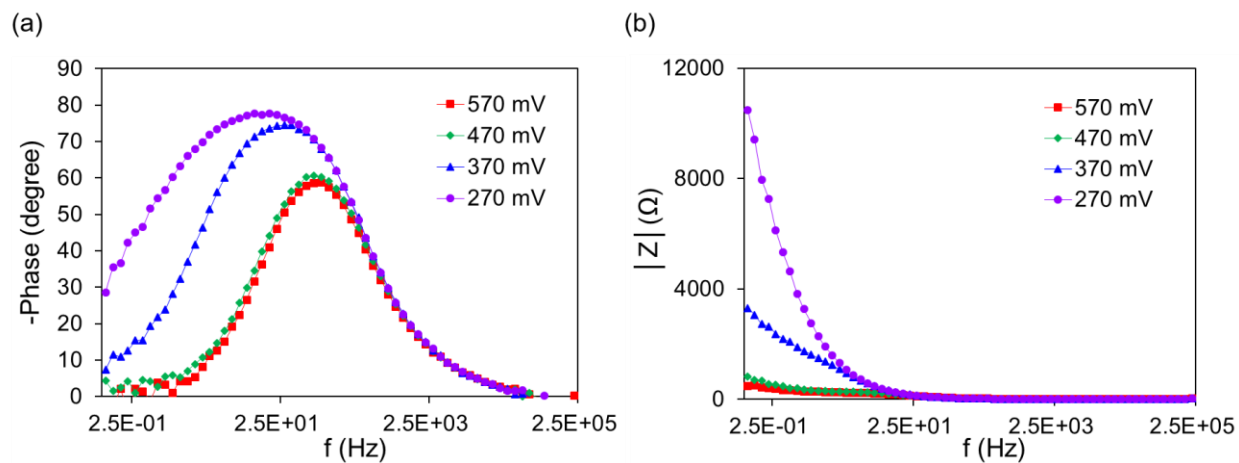 (a)
90
80
70
60
50
40
30
20
10
0
-Phase (degree)
570 mV
470 mV
370 mV
270 mV
2.5E-01 2.5E+01 2.5E+03 2.5E+05
f (Hz)
(b)
12000
8000
4000
0
|Z| (Ω)
570 mV
470 mV
370 mV
270 mV
2.5E-01 2.5E+01 2.5E+03 2.5E+05
f (Hz)